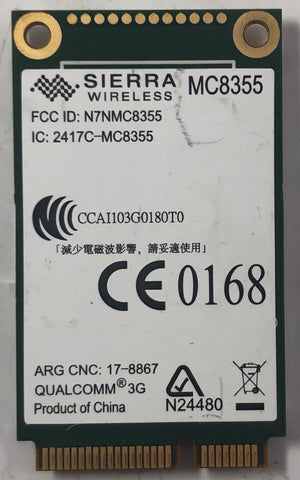 SIERRA
WIRELESS
MC8355
FCC ID: N7NMC8355
IC: 2417C-MC8355
CCAI103G0180T0
「減少電磁波影響，請妥適使用」
CE 0168
ARG CNC: 17-8867
QUALCOMM® 3G
Product of China
N24480